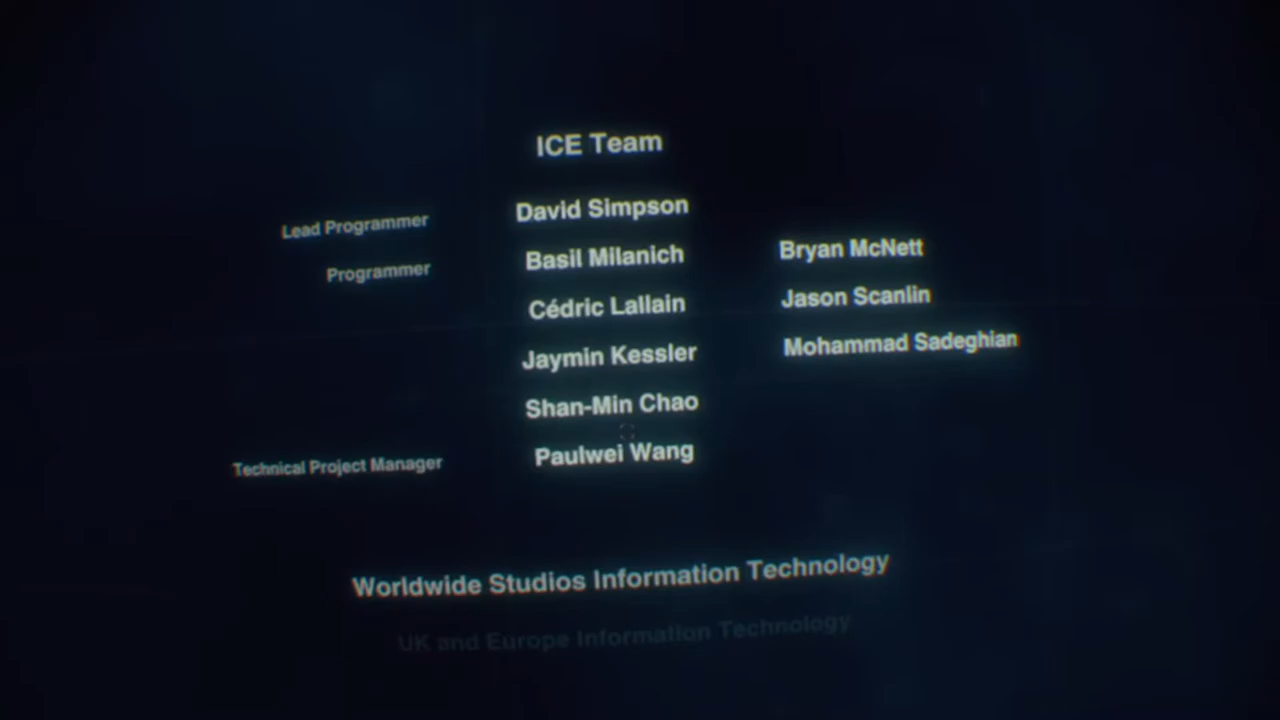 ICE Team
Lead Programmer David Simpson
Programmer Basil Milanich Bryan McNett
Cédric Lallain Jason Scanlin
Jaymin Kessler Mohammad Sadeghian
Shan-Min Chao
Technical Project Manager Paulwei Wang
Worldwide Studios Information Technology
UK and Europe Information Technology